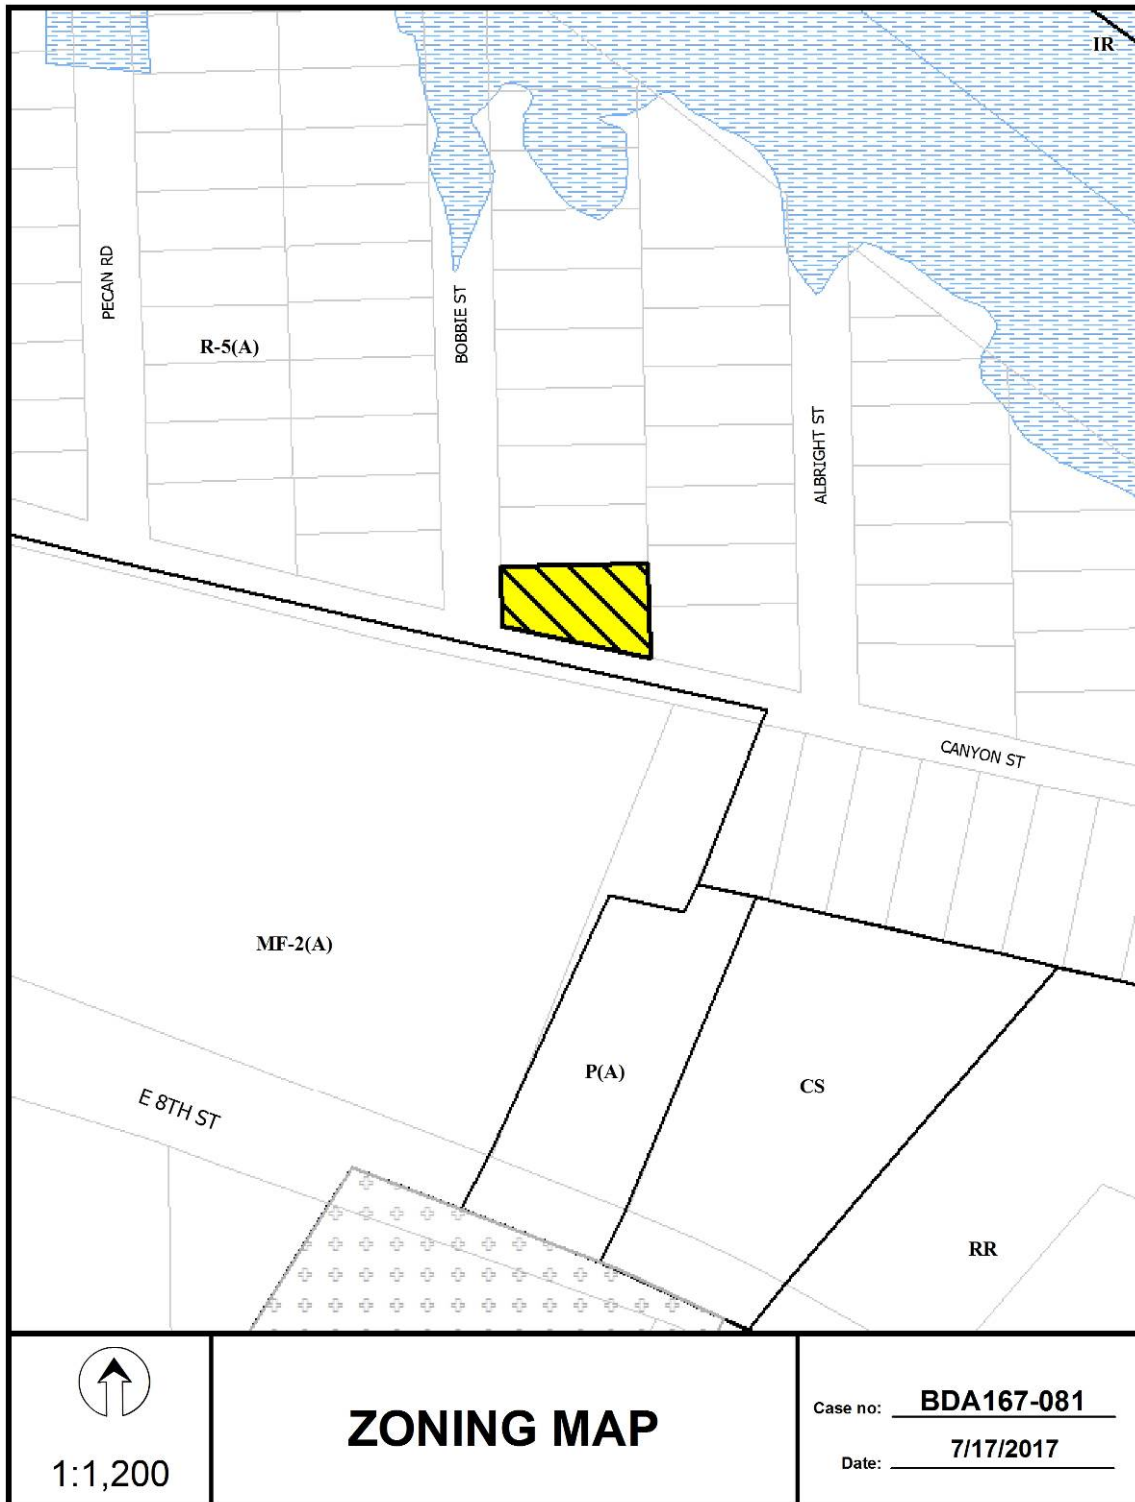 IR
PECAN RD
BOBBIE ST
R-5(A)
ALBRIGHT ST
CANYON ST
MF-2(A)
P(A)
CS
E 8TH ST
RR
1:1,200
ZONING MAP
Case no: BDA167-081
Date: 7/17/2017